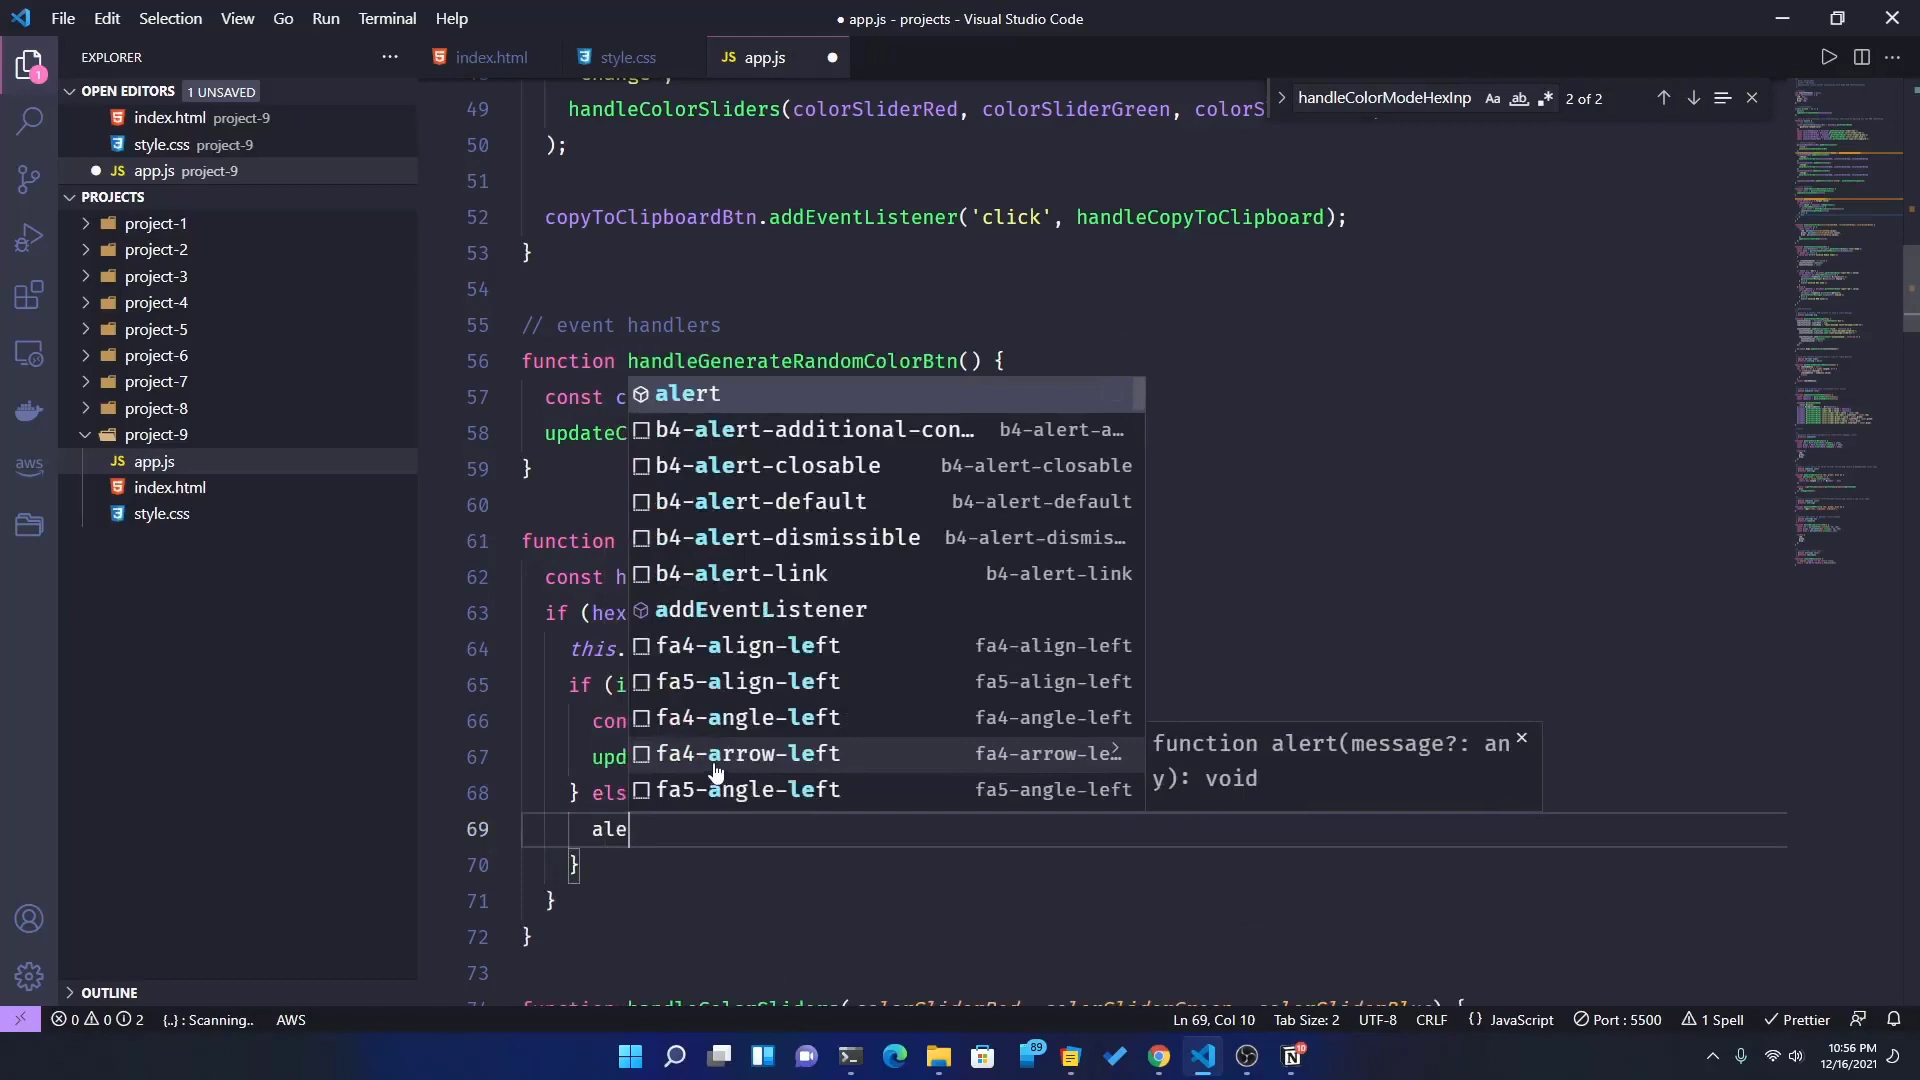 File Edit Selection View Go Run Terminal Help
● app.js - projects - Visual Studio Code
EXPLORER
index.html
style.css
JS app.js
OPEN EDITORS 1 UNSAVED
index.html project-9
style.css project-9
JS app.js project-9
PROJECTS
project-1
project-2
project-3
project-4
project-5
project-6
project-7
project-8
project-9
JS app.js
index.html
style.css
OUTLINE
handleColorModeHexInp Aa ab 2 of 2
49 handleColorSliders(colorSliderRed, colorSliderGreen, colorS
50 );
51
52 copyToClipboardBtn.addEventListener('click', handleCopyToClipboard);
53 }
54
55 // event handlers
56 function handleGenerateRandomColorBtn() {
57 const c
58 updateC
59 }
60
61 function
62 const h
63 if (hex
64 this.
65 if (i
66 con
67 upd
68 } els
69 ale
70 }
71 }
72 }
73
alert
b4-alert-additional-con… b4-alert-a…
b4-alert-closable b4-alert-closable
b4-alert-default b4-alert-default
b4-alert-dismissible b4-alert-dismis…
b4-alert-link b4-alert-link
addEventListener
fa4-align-left fa4-align-left
fa5-align-left fa5-align-left
fa4-angle-left fa4-angle-left
fa4-arrow-left fa4-arrow-le…
fa5-angle-left fa5-angle-left
function alert(message?: an
y): void
0 0 2 {..} : Scanning.. AWS
Ln 69, Col 10 Tab Size: 2 UTF-8 CRLF {} JavaScript Port : 5500 1 Spell Prettier
89
10
10:56 PM
12/16/2021